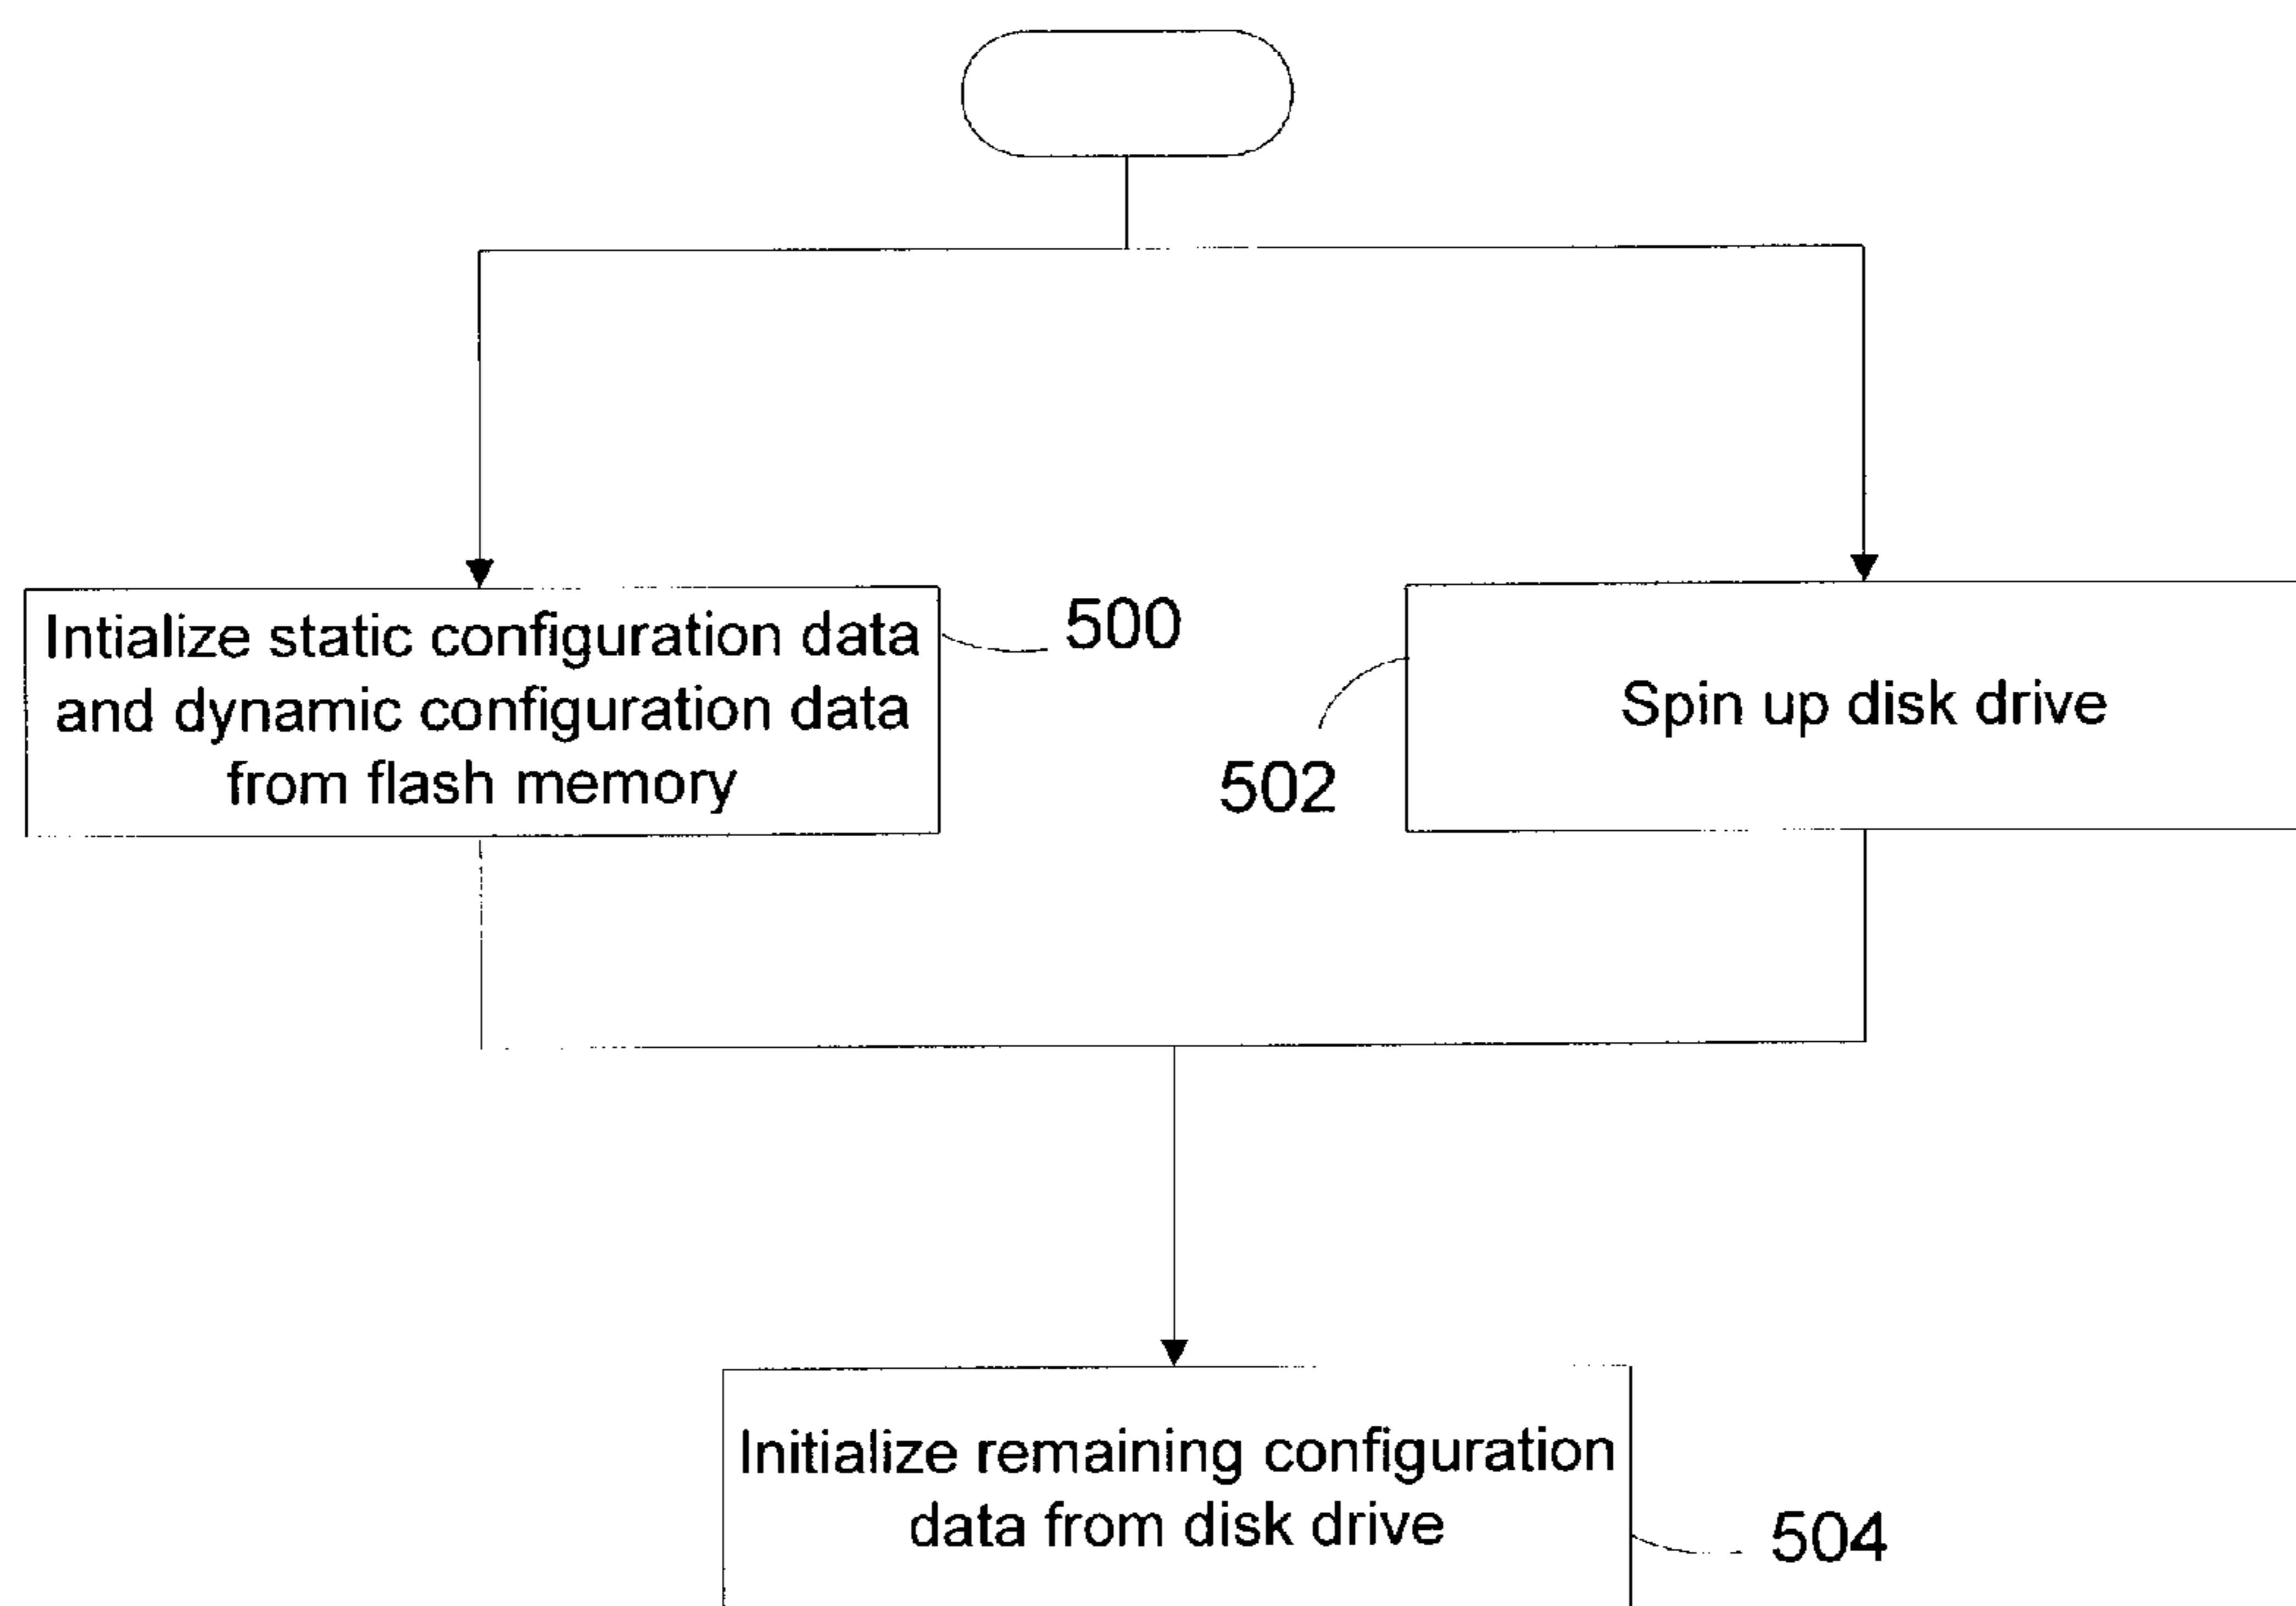 Intialize static configuration data
and dynamic configuration data
from flash memory
500
502
Spin up disk drive
Initialize remaining configuration
data from disk drive
504